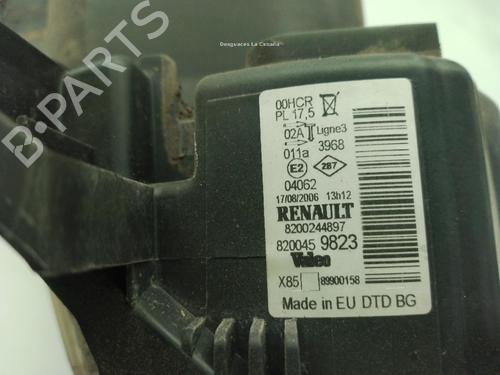 Desguaces La Cabaña
B-PARTS
00HCR
PL 17,5
02A Ligne3
011a 3968
E2 287
04062
17/08/2006 13h12
RENAULT
8200244897
820045 9823
Valeo
X85 89900158
Made in EU DTD BG